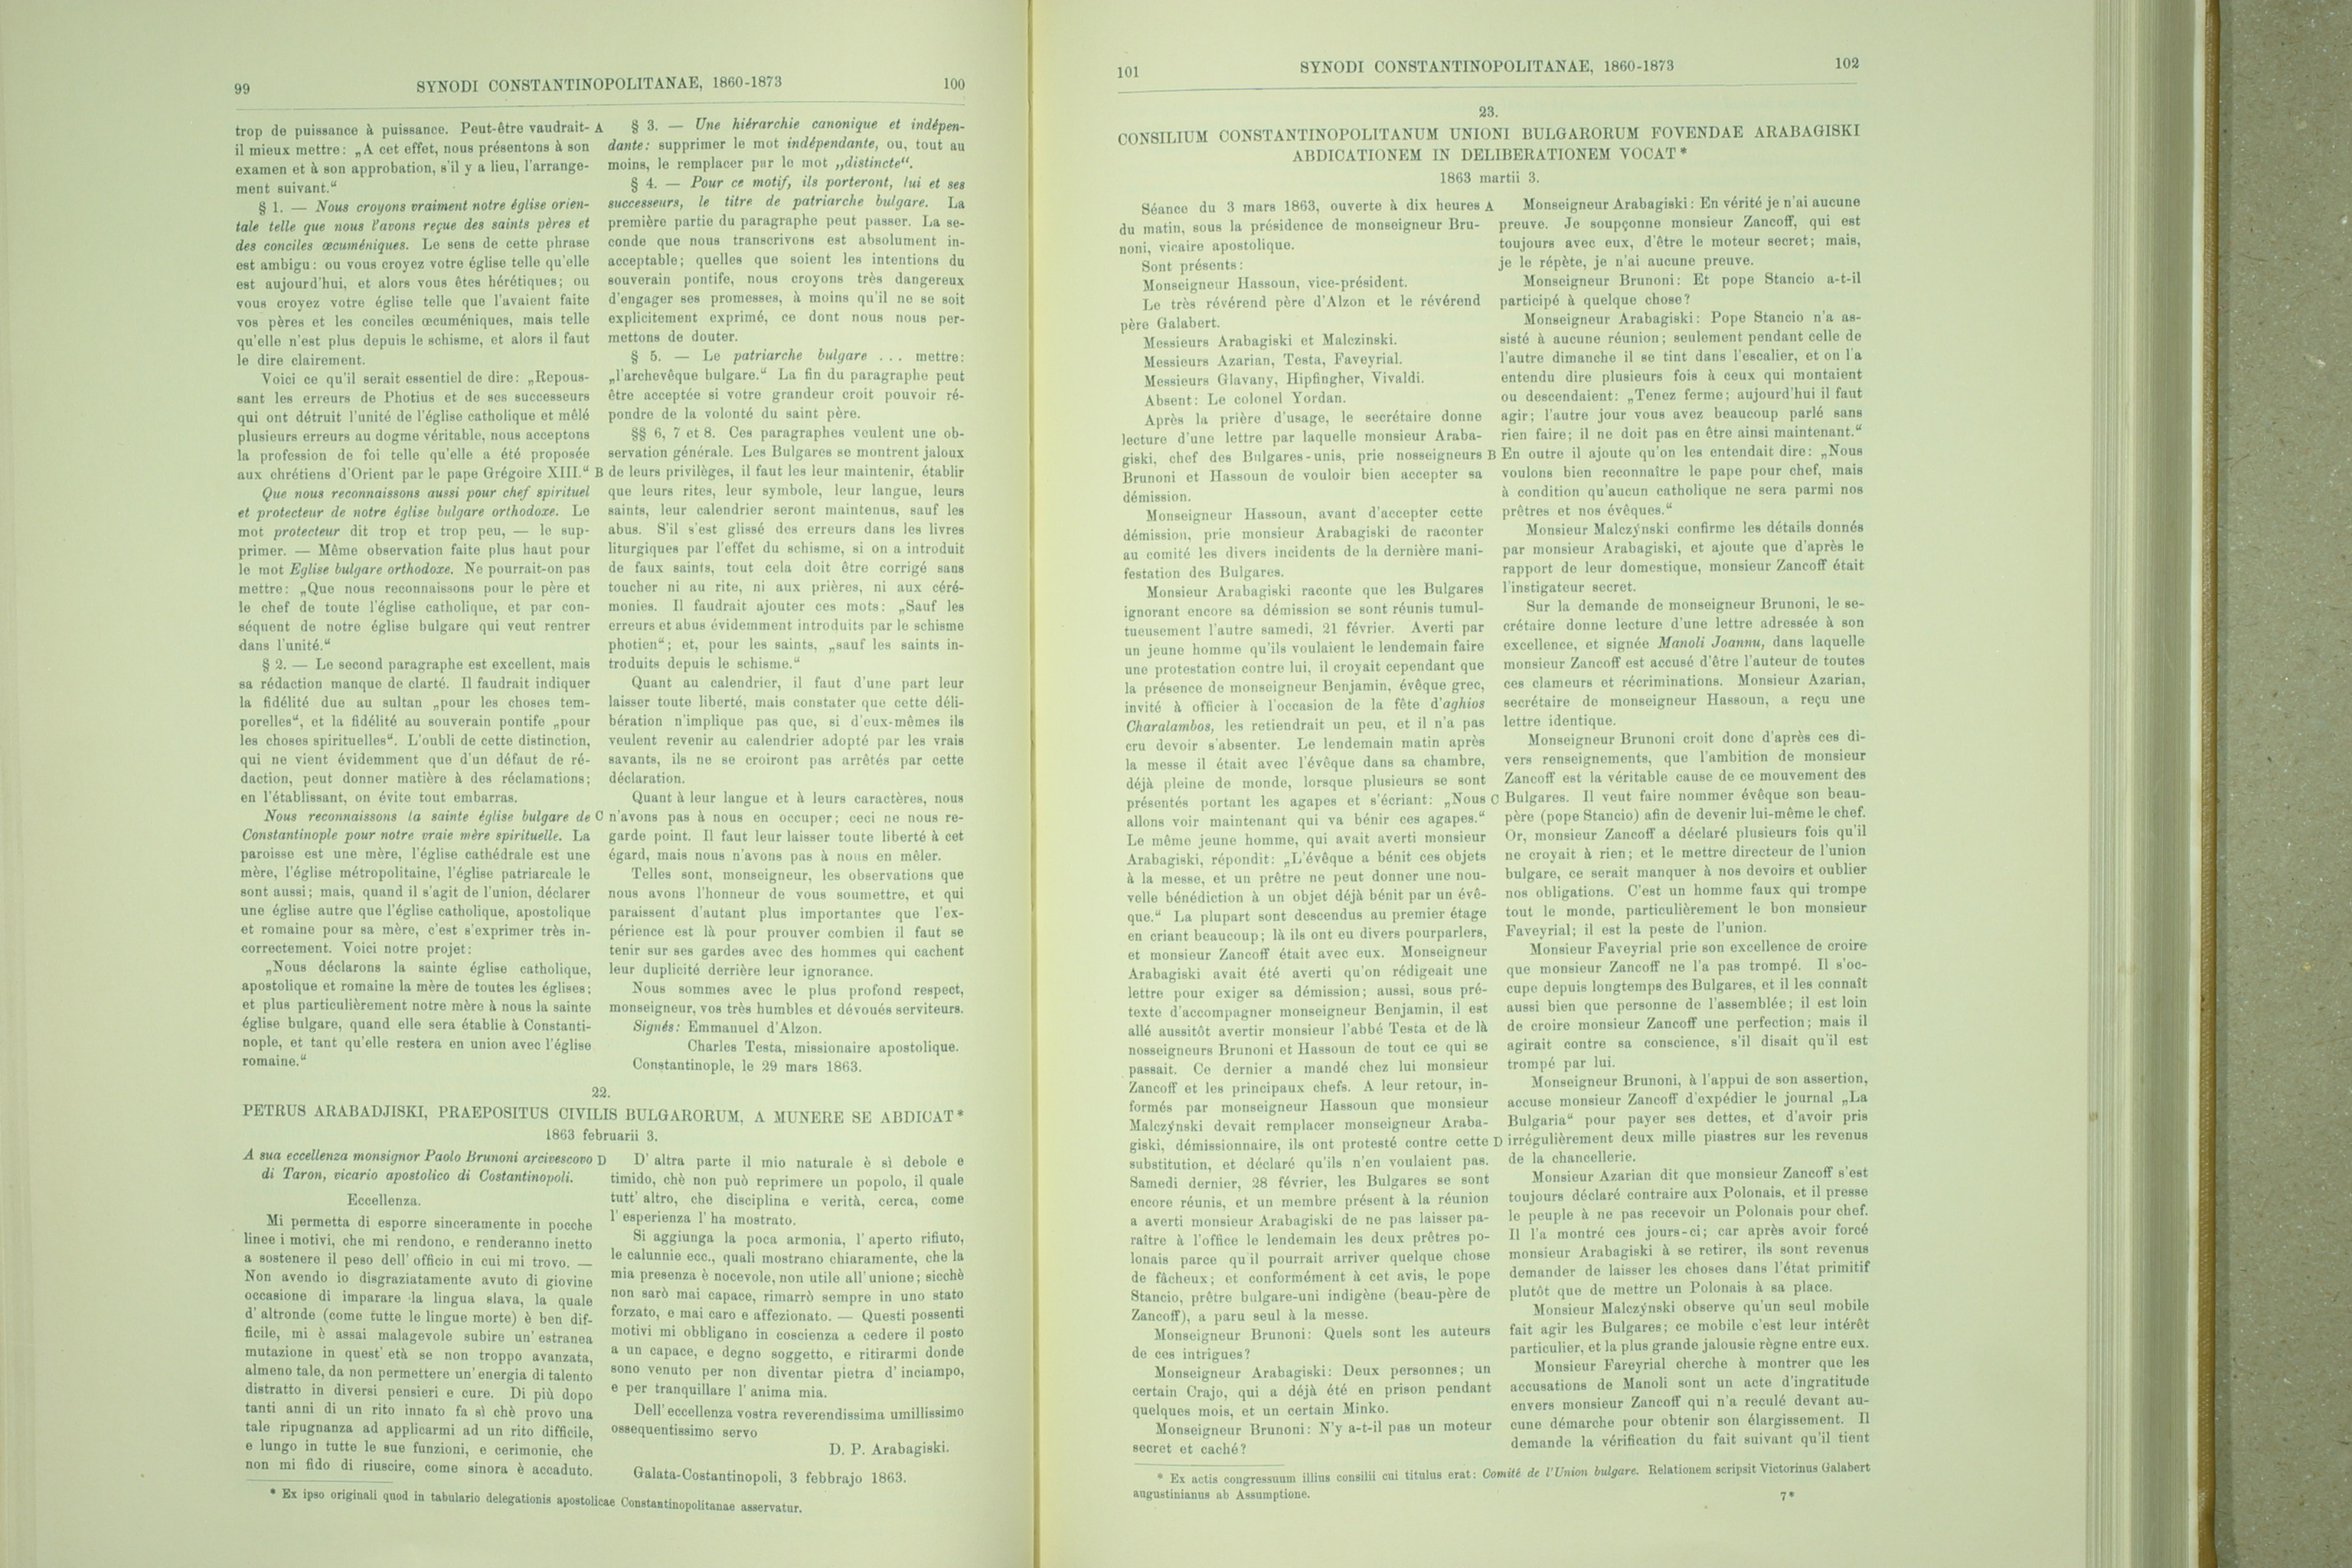 99 SYNODI CONSTANTINOPOLITANAE, 1860-1873 100
trop de puissance à puissance. Peut-être vaudrait- A
il mieux mettre: „A cet effet, nous présentons à son
examen et à son approbation, s'il y a lieu, l'arrange-
ment suivant.“
§ 1. — Nous croyons vraiment notre église orien-
tale telle que nous l'avons reçue des saints pères et
des conciles œcuméniques. Le sens de cette phrase
est ambigu: ou vous croyez votre église telle qu'elle
est aujourd'hui, et alors vous êtes hérétiques; ou
vous croyez votre église telle que l'avaient faite
vos pères et les conciles œcuméniques, mais telle
qu'elle n'est plus depuis le schisme, et alors il faut
le dire clairement.
Voici ce qu'il serait essentiel de dire: „Repous-
sant les erreurs de Photius et de ses successeurs
qui ont détruit l'unité de l'église catholique et mêlé
plusieurs erreurs au dogme véritable, nous acceptons
la profession de foi telle qu'elle a été proposée
aux chrétiens d'Orient par le pape Grégoire XIII.“ B
Que nous reconnaissons aussi pour chef spirituel
et protecteur de notre église bulgare orthodoxe. Le
mot protecteur dit trop et trop peu, — le sup-
primer. — Même observation faite plus haut pour
le mot Eglise bulgare orthodoxe. Ne pourrait-on pas
mettre: „Que nous reconnaissons pour le père et
le chef de toute l'église catholique, et par con-
séquent de notre église bulgare qui veut rentrer
dans l'unité.“
§ 2. — Le second paragraphe est excellent, mais
sa rédaction manque de clarté. Il faudrait indiquer
la fidélité due au sultan „pour les choses tem-
porelles“, et la fidélité au souverain pontife „pour
les choses spirituelles“. L'oubli de cette distinction,
qui ne vient évidemment que d'un défaut de ré-
daction, peut donner matière à des réclamations;
en l'établissant, on évite tout embarras.
Nous reconnaissons la sainte église bulgare de C
Constantinople pour notre vraie mère spirituelle. La
paroisse est une mère, l'église cathédrale est une
mère, l'église métropolitaine, l'église patriarcale le
sont aussi; mais, quand il s'agit de l'union, déclarer
une église autre que l'église catholique, apostolique
et romaine pour sa mère, c'est s'exprimer très in-
correctement. Voici notre projet:
„Nous déclarons la sainte église catholique,
apostolique et romaine la mère de toutes les églises;
et plus particulièrement notre mère à nous la sainte
église bulgare, quand elle sera établie à Constanti-
nople, et tant qu'elle restera en union avec l'église
romaine.“
§ 3. — Une hiérarchie canonique et indépen-
dante: supprimer le mot indépendante, ou, tout au
moins, le remplacer par le mot „distincte“.
§ 4. — Pour ce motif, ils porteront, lui et ses
successeurs, le titre de patriarche bulgare. La
première partie du paragraphe peut passer. La se-
conde que nous transcrivons est absolument in-
acceptable; quelles que soient les intentions du
souverain pontife, nous croyons très dangereux
d'engager ses promesses, à moins qu'il ne se soit
explicitement exprimé, ce dont nous nous per-
mettons de douter.
§ 5. — Le patriarche bulgare . . . mettre:
„l'archevêque bulgare.“ La fin du paragraphe peut
être acceptée si votre grandeur croit pouvoir ré-
pondre de la volonté du saint père.
§§ 6, 7 et 8. Ces paragraphes veulent une ob-
servation générale. Les Bulgares se montrent jaloux
de leurs privilèges, il faut les leur maintenir, établir
que leurs rites, leur symbole, leur langue, leurs
saints, leur calendrier seront maintenus, sauf les
abus. S'il s'est glissé des erreurs dans les livres
liturgiques par l'effet du schisme, si on a introduit
de faux saints, tout cela doit être corrigé sans
toucher ni au rite, ni aux prières, ni aux céré-
monies. Il faudrait ajouter ces mots: „Sauf les
erreurs et abus évidemment introduits par le schisme
photien“; et, pour les saints, „sauf les saints in-
troduits depuis le schisme.“
Quant au calendrier, il faut d'une part leur
laisser toute liberté, mais constater que cette déli-
bération n'implique pas que, si d'eux-mêmes ils
veulent revenir au calendrier adopté par les vrais
savants, ils ne se croiront pas arrêtés par cette
déclaration.
Quant à leur langue et à leurs caractères, nous
n'avons pas à nous en occuper; ceci ne nous re-
garde point. Il faut leur laisser toute liberté à cet
égard, mais nous n'avons pas à nous en mêler.
Telles sont, monseigneur, les observations que
nous avons l'honneur de vous soumettre, et qui
paraissent d'autant plus importantes que l'ex-
périence est là pour prouver combien il faut se
tenir sur ses gardes avec des hommes qui cachent
leur duplicité derrière leur ignorance.
Nous sommes avec le plus profond respect,
monseigneur, vos très humbles et dévoués serviteurs.
Signés: Emmanuel d'Alzon.
Charles Testa, missionaire apostolique.
Constantinople, le 29 mars 1863.
22.
PETRUS ARABADJISKI, PRAEPOSITUS CIVILIS BULGARORUM, A MUNERE SE ABDICAT*
1863 februarii 3.
A sua eccellenza monsignor Paolo Brunoni arcivescovo D
di Taron, vicario apostolico di Costantinopoli.
Eccellenza.
Mi permetta di esporre sinceramente in pocche
linee i motivi, che mi rendono, e renderanno inetto
a sostenere il peso dell' officio in cui mi trovo. —
Non avendo io disgraziatamente avuto di giovine
occasione di imparare la lingua slava, la quale
d' altronde (come tutte le lingue morte) è ben dif-
ficile, mi è assai malagevole subire un' estranea
mutazione in quest' età se non troppo avanzata,
almeno tale, da non permettere un' energia di talento
distratto in diversi pensieri e cure. Di più dopo
tanti anni di un rito innato fa sì chè provo una
tale ripugnanza ad applicarmi ad un rito difficile,
e lungo in tutte le sue funzioni, e cerimonie, che
non mi fido di riuscire, come sinora è accaduto.
D' altra parte il mio naturale è sì debole e
timido, chè non può reprimere un popolo, il quale
tutt' altro, che disciplina e verità, cerca, come
l' esperienza l' ha mostrato.
Si aggiunga la poca armonia, l' aperto rifiuto,
le calunnie ecc., quali mostrano chiaramente, che la
mia presenza è nocevole, non utile all' unione; sicchè
non sarò mai capace, rimarrò sempre in uno stato
forzato, e mai caro e affezionato. — Questi possenti
motivi mi obbligano in coscienza a cedere il posto
a un capace, e degno soggetto, e ritirarmi donde
sono venuto per non diventar pietra d' inciampo,
e per tranquillare l' anima mia.
Dell' eccellenza vostra reverendissima umillissimo
ossequentissimo servo
D. P. Arabagiski.
Galata-Costantinopoli, 3 febbrajo 1863.
* Ex ipso originali quod in tabulario delegationis apostolicae Constantinopolitanae asservatur.
101 SYNODI CONSTANTINOPOLITANAE, 1860-1873 102
23.
CONSILIUM CONSTANTINOPOLITANUM UNIONI BULGARORUM FOVENDAE ARABAGISKI
ABDICATIONEM IN DELIBERATIONEM VOCAT*
1863 martii 3.
Séance du 3 mars 1863, ouverte à dix heures A
du matin, sous la présidence de monseigneur Bru-
noni, vicaire apostolique.
Sont présents:
Monseigneur Hassoun, vice-président.
Le très révérend père d'Alzon et le révérend
père Galabert.
Messieurs Arabagiski et Malczinski.
Messieurs Azarian, Testa, Faveyrial.
Messieurs Glavany, Hipfingher, Vivaldi.
Absent: Le colonel Yordan.
Après la prière d'usage, le secrétaire donne
lecture d'une lettre par laquelle monsieur Araba-
giski, chef des Bulgares-unis, prie nosseigneurs B
Brunoni et Hassoun de vouloir bien accepter sa
démission.
Monseigneur Hassoun, avant d'accepter cette
démission, prie monsieur Arabagiski de raconter
au comité les divers incidents de la dernière mani-
festation des Bulgares.
Monsieur Arabagiski raconte que les Bulgares
ignorant encore sa démission se sont réunis tumul-
tueusement l'autre samedi, 21 février. Averti par
un jeune homme qu'ils voulaient le lendemain faire
une protestation contre lui, il croyait cependant que
la présence de monseigneur Benjamin, évêque grec,
invité à officier à l'occasion de la fête d'aghios
Charalambos, les retiendrait un peu, et il n'a pas
cru devoir s'absenter. Le lendemain matin après
la messe il était avec l'évêque dans sa chambre,
déjà pleine de monde, lorsque plusieurs se sont
présentés portant les agapes et s'écriant: „Nous C
allons voir maintenant qui va bénir ces agapes.“
Le même jeune homme, qui avait averti monsieur
Arabagiski, répondit: „L'évêque a bénit ces objets
à la messe, et un prêtre ne peut donner une nou-
velle bénédiction à un objet déjà bénit par un évê-
que.“ La plupart sont descendus au premier étage
en criant beaucoup; là ils ont eu divers pourparlers,
et monsieur Zancoff était avec eux. Monseigneur
Arabagiski avait été averti qu'on rédigeait une
lettre pour exiger sa démission; aussi, sous pré-
texte d'accompagner monseigneur Benjamin, il est
allé aussitôt avertir monsieur l'abbé Testa et de là
nosseigneurs Brunoni et Hassoun de tout ce qui se
passait. Ce dernier a mandé chez lui monsieur
Zancoff et les principaux chefs. A leur retour, in-
formés par monseigneur Hassoun que monsieur
Malczýnski devait remplacer monseigneur Araba-
giski, démissionnaire, ils ont protesté contre cette D
substitution, et déclaré qu'ils n'en voulaient pas.
Samedi dernier, 28 février, les Bulgares se sont
encore réunis, et un membre présent à la réunion
a averti monsieur Arabagiski de ne pas laisser pa-
raître à l'office le lendemain les deux prêtres po-
lonais parce qu'il pourrait arriver quelque chose
de fâcheux; et conformément à cet avis, le pope
Stancio, prêtre bulgare-uni indigène (beau-père de
Zancoff), a paru seul à la messe.
Monseigneur Brunoni: Quels sont les auteurs
de ces intrigues?
Monseigneur Arabagiski: Deux personnes; un
certain Crajo, qui a déjà été en prison pendant
quelques mois, et un certain Minko.
Monseigneur Brunoni: N'y a-t-il pas un moteur
secret et caché?
Monseigneur Arabagiski: En vérité je n'ai aucune
preuve. Je soupçonne monsieur Zancoff, qui est
toujours avec eux, d'être le moteur secret; mais,
je le répète, je n'ai aucune preuve.
Monseigneur Brunoni: Et pope Stancio a-t-il
participé à quelque chose?
Monseigneur Arabagiski: Pope Stancio n'a as-
sisté à aucune réunion; seulement pendant celle de
l'autre dimanche il se tint dans l'escalier, et on l'a
entendu dire plusieurs fois à ceux qui montaient
ou descendaient: „Tenez ferme; aujourd'hui il faut
agir; l'autre jour vous avez beaucoup parlé sans
rien faire; il ne doit pas en être ainsi maintenant.“
En outre il ajoute qu'on les entendait dire: „Nous
voulons bien reconnaître le pape pour chef, mais
à condition qu'aucun catholique ne sera parmi nos
prêtres et nos évêques.“
Monsieur Malczýnski confirme les détails donnés
par monsieur Arabagiski, et ajoute que d'après le
rapport de leur domestique, monsieur Zancoff était
l'instigateur secret.
Sur la demande de monseigneur Brunoni, le se-
crétaire donne lecture d'une lettre adressée à son
excellence, et signée Manoli Joannu, dans laquelle
monsieur Zancoff est accusé d'être l'auteur de toutes
ces clameurs et récriminations. Monsieur Azarian,
secrétaire de monseigneur Hassoun, a reçu une
lettre identique.
Monseigneur Brunoni croit donc d'après ces di-
vers renseignements, que l'ambition de monsieur
Zancoff est la véritable cause de ce mouvement des
Bulgares. Il veut faire nommer évêque son beau-
père (pope Stancio) afin de devenir lui-même le chef.
Or, monsieur Zancoff a déclaré plusieurs fois qu'il
ne croyait à rien; et le mettre directeur de l'union
bulgare, ce serait manquer à nos devoirs et oublier
nos obligations. C'est un homme faux qui trompe
tout le monde, particulièrement le bon monsieur
Faveyrial; il est la peste de l'union.
Monsieur Faveyrial prie son excellence de croire
que monsieur Zancoff ne l'a pas trompé. Il s'oc-
cupe depuis longtemps des Bulgares, et il les connaît
aussi bien que personne de l'assemblée; il est loin
de croire monsieur Zancoff une perfection; mais il
agirait contre sa conscience, s'il disait qu'il est
trompé par lui.
Monseigneur Brunoni, à l'appui de son assertion,
accuse monsieur Zancoff d'expédier le journal „La
Bulgaria“ pour payer ses dettes, et d'avoir pris
irrégulièrement deux mille piastres sur les revenus
de la chancellerie.
Monsieur Azarian dit que monsieur Zancoff s'est
toujours déclaré contraire aux Polonais, et il presse
le peuple à ne pas recevoir un Polonais pour chef.
Il l'a montré ces jours-ci; car après avoir forcé
monsieur Arabagiski à se retirer, ils sont revenus
demander de laisser les choses dans l'état primitif
plutôt que de mettre un Polonais à sa place.
Monsieur Malczýnski observe qu'un seul mobile
fait agir les Bulgares; ce mobile c'est leur intérêt
particulier, et la plus grande jalousie règne entre eux.
Monsieur Fareyrial cherche à montrer que les
accusations de Manoli sont un acte d'ingratitude
envers monsieur Zancoff qui n'a reculé devant au-
cune démarche pour obtenir son élargissement. Il
demande la vérification du fait suivant qu'il tient
* Ex actis congressuum illius consilii cui titulus erat: Comité de l'Union bulgare. Relationem scripsit Victorinus Galabert
augustinianus ab Assumptione.
7*